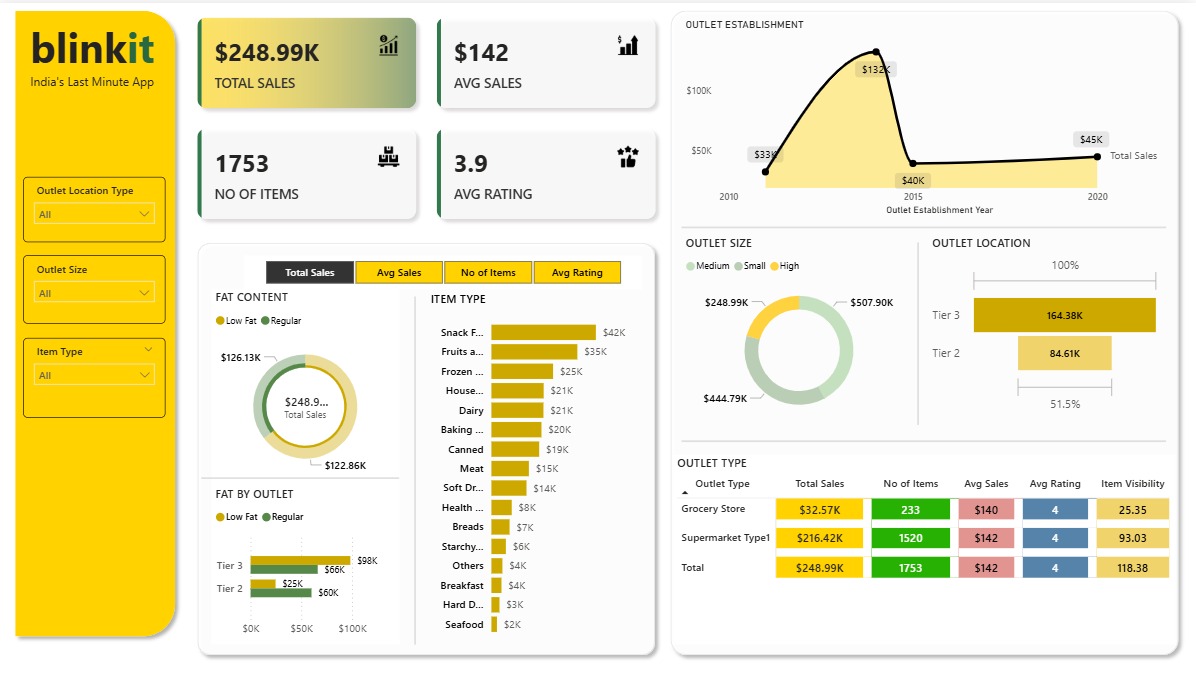 blinkit
India's Last Minute App
Outlet Location Type
All
Outlet Size
All
Item Type
All
$248.99K
TOTAL SALES
$142
AVG SALES
1753
NO OF ITEMS
3.9
AVG RATING
Total Sales Avg Sales No of Items Avg Rating
FAT CONTENT
Low Fat Regular
$126.13K
$248.9...
Total Sales
$122.86K
FAT BY OUTLET
Low Fat Regular
Tier 3 $98K
$66K
Tier 2 $25K
$60K
$0K $50K $100K
ITEM TYPE
Snack F... $42K
Fruits a... $35K
Frozen ... $25K
House... $21K
Dairy $21K
Baking ... $20K
Canned $19K
Meat $15K
Soft Dr... $14K
Health ... $8K
Breads $7K
Starchy... $6K
Others $4K
Breakfast $4K
Hard D... $3K
Seafood $2K
OUTLET ESTABLISHMENT
$132K
$100K
$50K
$33K
$45K
Total Sales
$40K
2010 2015 2020
Outlet Establishment Year
OUTLET SIZE
Medium Small High
$248.99K
$507.90K
$444.79K
OUTLET LOCATION
100%
Tier 3 164.38K
Tier 2 84.61K
51.5%
OUTLET TYPE
Outlet Type Total Sales No of Items Avg Sales Avg Rating Item Visibility
Grocery Store $32.57K 233 $140 4 25.35
Supermarket Type1 $216.42K 1520 $142 4 93.03
Total $248.99K 1753 $142 4 118.38